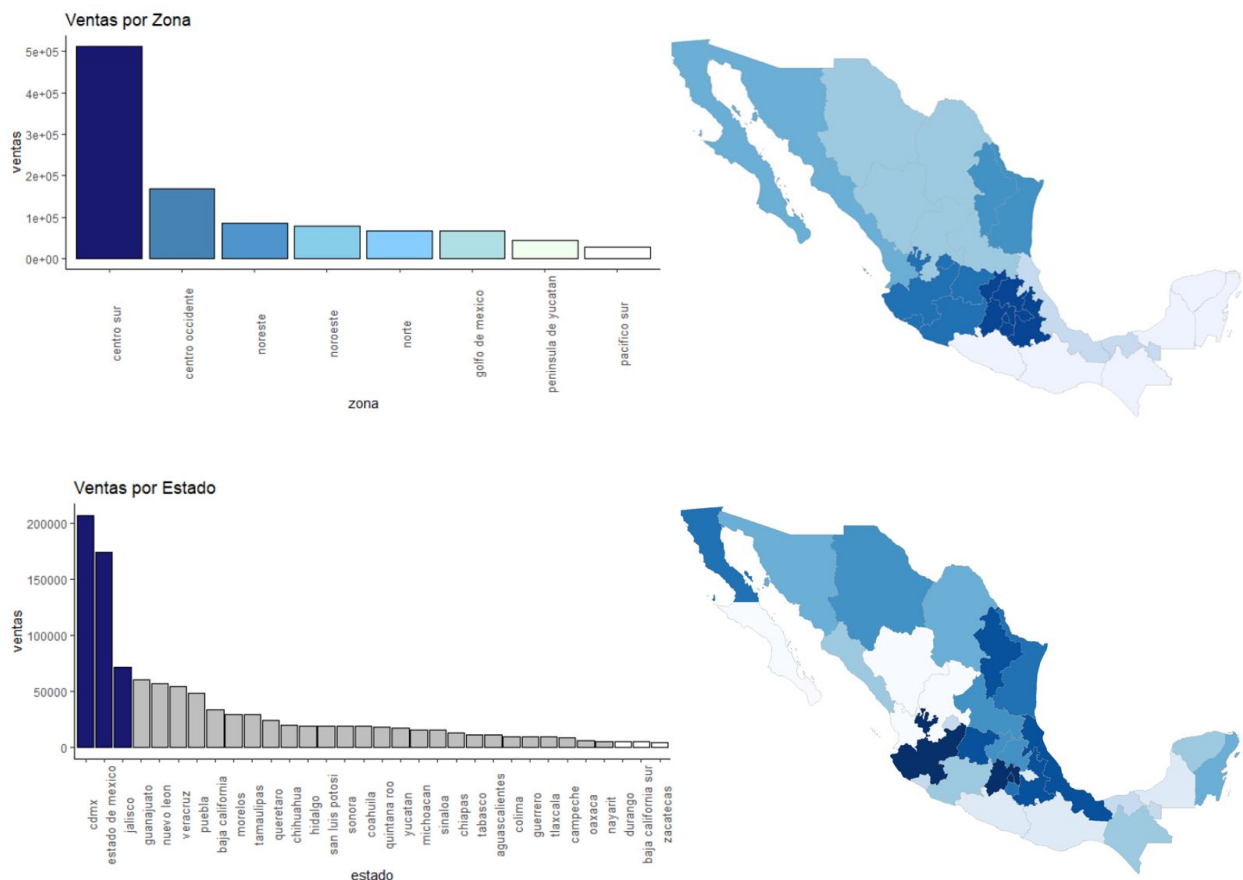 Ventas por Zona
ventas
5e+05
4e+05
3e+05
2e+05
1e+05
0e+00
centro sur
centro occidente
noreste
noroeste
norte
golfo de mexico
peninsula de yucatan
pacifico sur
zona
Ventas por Estado
ventas
200000
150000
100000
50000
0
cdmx
estado de mexico
jalisco
guanajuato
nuevo leon
veracruz
puebla
baja california
morelos
tamaulipas
queretaro
chihuahua
hidalgo
san luis potosi
sonora
coahuila
quintana roo
yucatan
michoacan
sinaloa
chiapas
tabasco
aguascalientes
colima
guerrero
tlaxcala
campeche
oaxaca
nayarit
durango
baja california sur
zacatecas
estado